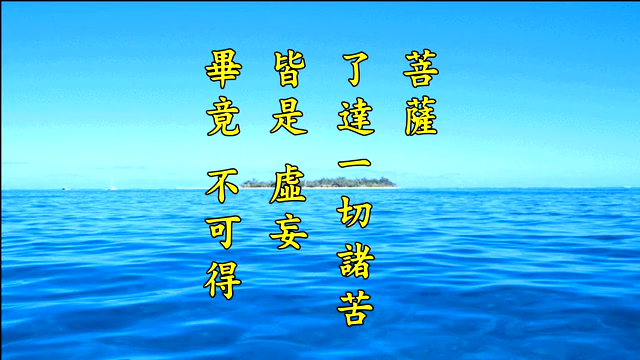 菩薩
了達一切諸苦
皆是 虛妄
畢竟 不可得